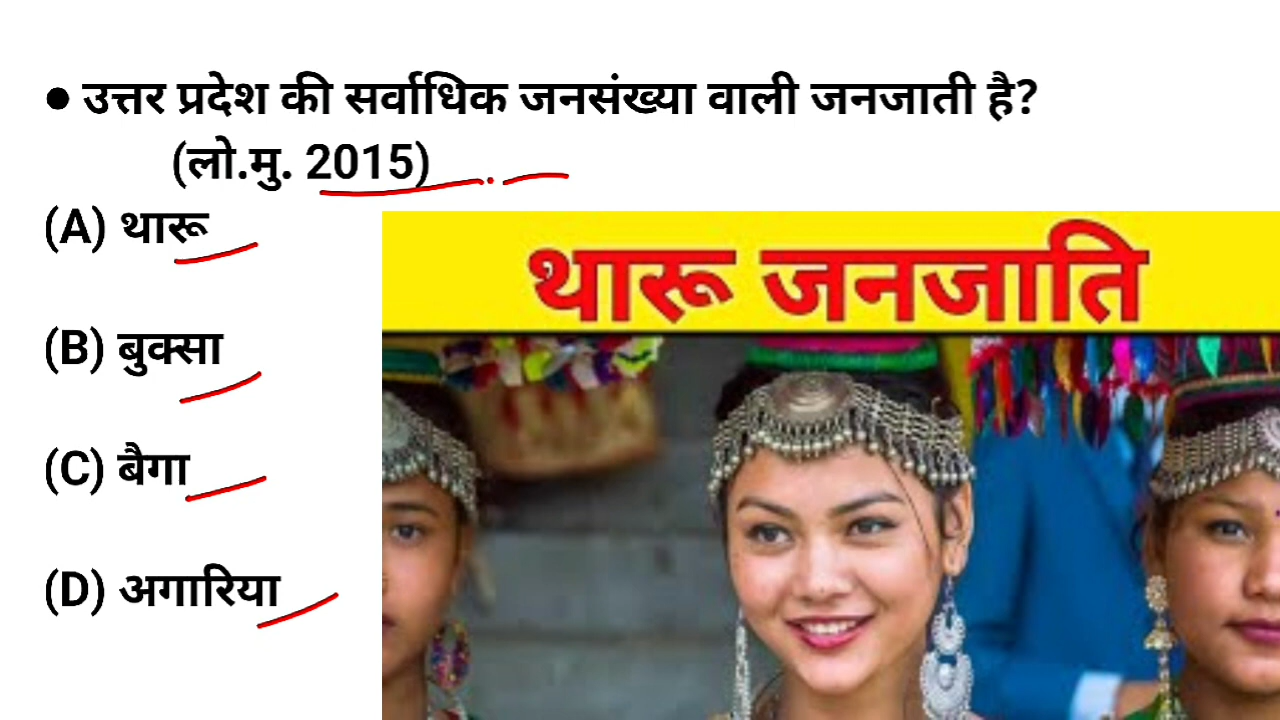 ● उत्तर प्रदेश की सर्वाधिक जनसंख्या वाली जनजाती है?
(लो.मु. 2015)
(A) थारू
(B) बुक्सा
(C) बैगा
(D) अगारिया
थारू जनजाति